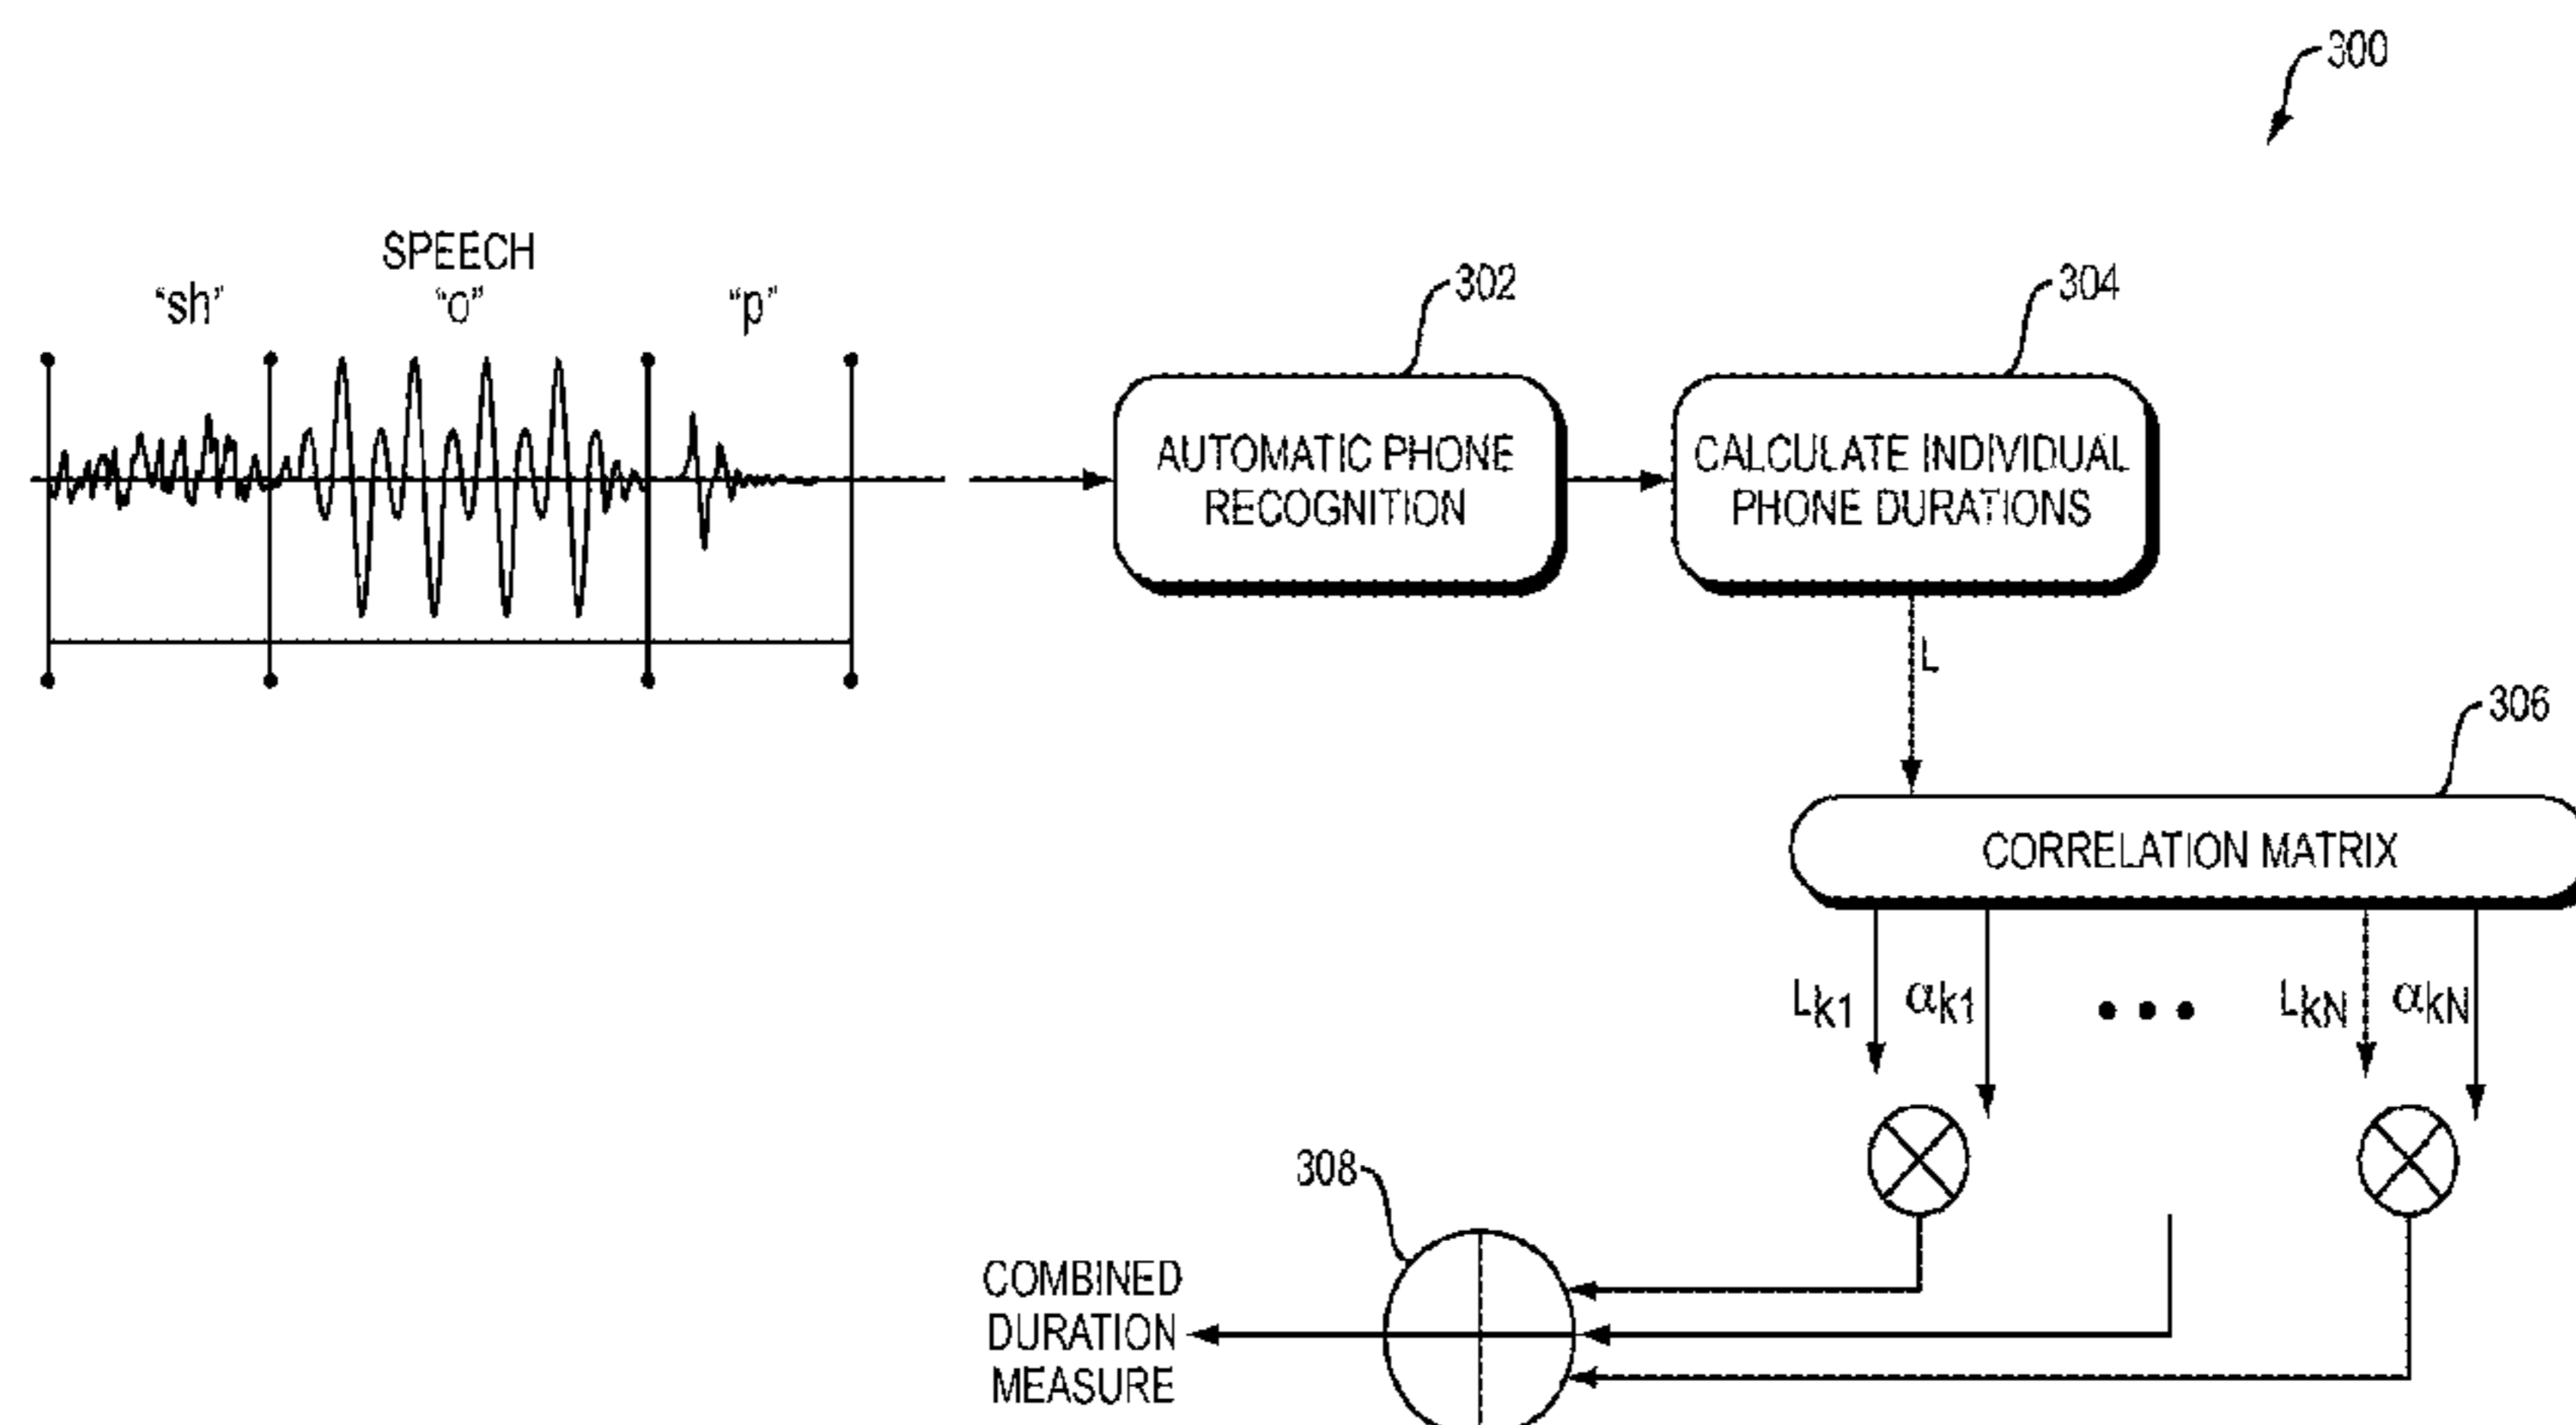 300
SPEECH
“sh” “o” “p”
302
304
AUTOMATIC PHONE
RECOGNITION
CALCULATE INDIVIDUAL
PHONE DURATIONS
L
306
CORRELATION MATRIX
Lk1 αk1 • • • LkN αkN
308
COMBINED
DURATION
MEASURE